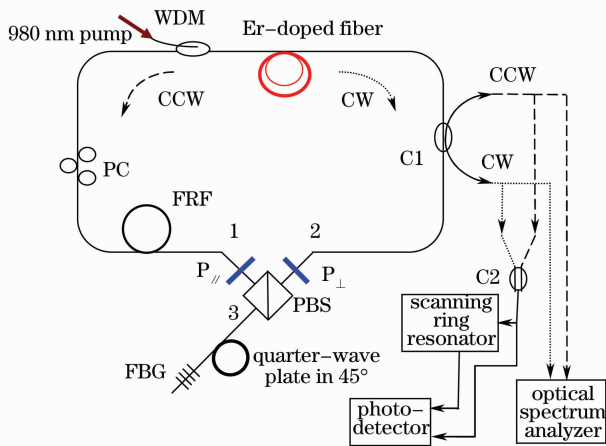 WDM
980 nm pump
Er-doped fiber
CCW
CW
CCW
CW
C1
PC
FRF
1
2
P∥
P⊥
PBS
3
C2
scanning
ring
resonator
FBG
quarter-wave
plate in 45°
photo-
detector
optical
spectrum
analyzer